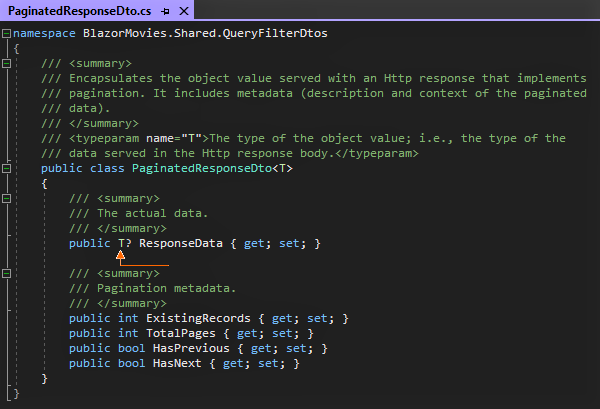 PaginatedResponseDto.cs
namespace BlazorMovies.Shared.QueryFilterDtos
{
/// <summary>
/// Encapsulates the object value served with an Http response that implements
/// pagination. It includes metadata (description and context of the paginated
/// data).
/// </summary>
/// <typeparam name="T">The type of the object value; i.e., the type of the
/// data served in the Http response body.</typeparam>
public class PaginatedResponseDto<T>
{
/// <summary>
/// The actual data.
/// </summary>
public T? ResponseData { get; set; }
/// <summary>
/// Pagination metadata.
/// </summary>
public int ExistingRecords { get; set; }
public int TotalPages { get; set; }
public bool HasPrevious { get; set; }
public bool HasNext { get; set; }
}
}